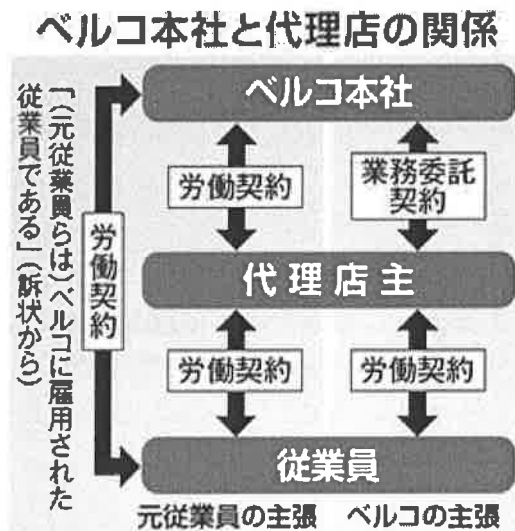 ベルコ本社と代理店の関係
ベルコ本社
労働契約
業務委託
契約
代理店主
労働契約
労働契約
従業員
元従業員の主張
ベルコの主張
労働契約
「(元従業員らは)ベルコに雇用された
従業員である」(訴状から)